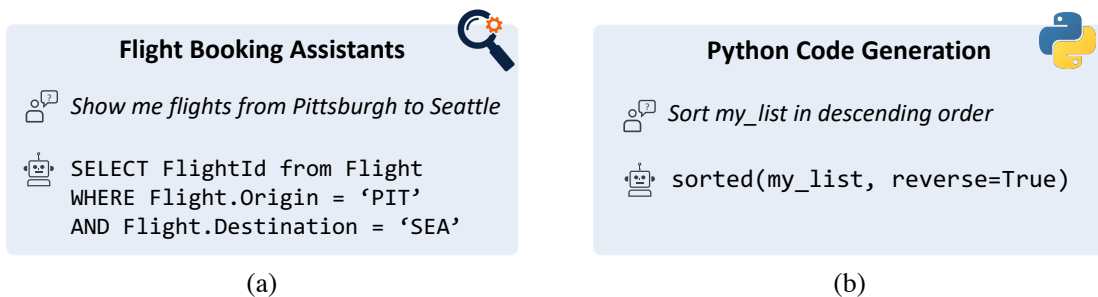 Flight Booking Assistants
Show me flights from Pittsburgh to Seattle
SELECT FlightId from Flight
WHERE Flight.Origin = ‘PIT’
AND Flight.Destination = ‘SEA’
(a)
Python Code Generation
Sort my_list in descending order
sorted(my_list, reverse=True)
(b)